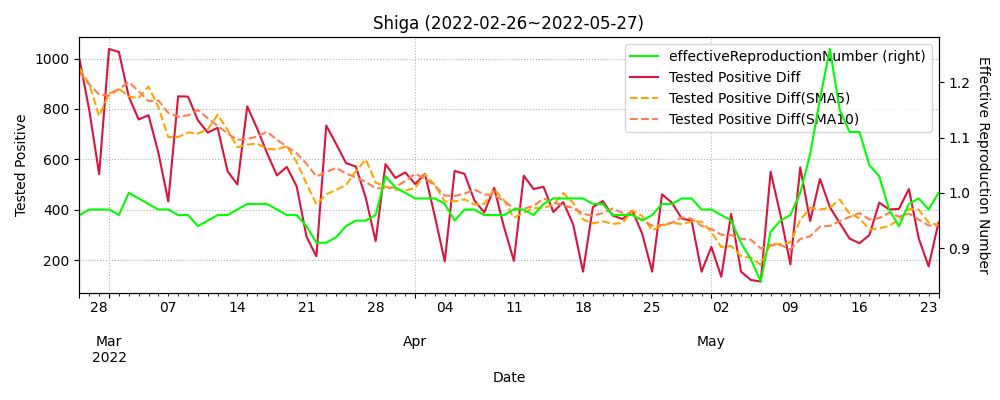 Shiga (2022-02-26~2022-05-27)
effectiveReproductionNumber (right)
Tested Positive Diff
Tested Positive Diff(SMA5)
Tested Positive Diff(SMA10)
Tested Positive
1000
800
600
400
200
Effective Reproduction Number
1.2
1.1
1.0
0.9
28 07 14 21 28 04 11 18 25 02 09 16 23
Mar Apr May
2022
Date